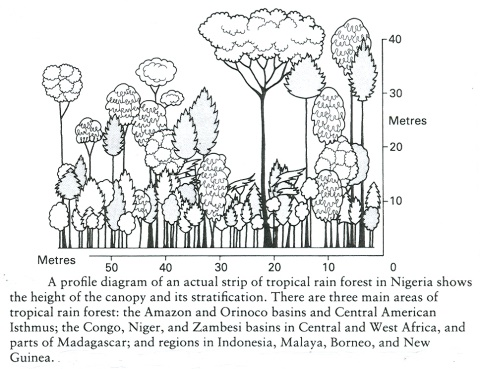 40
30
Metres
20
10
Metres 50 40 30 20 10 0
A profile diagram of an actual strip of tropical rain forest in Nigeria shows
the height of the canopy and its stratification. There are three main areas of
tropical rain forest: the Amazon and Orinoco basins and Central American
Isthmus; the Congo, Niger, and Zambesi basins in Central and West Africa, and
parts of Madagascar; and regions in Indonesia, Malaya, Borneo, and New
Guinea.